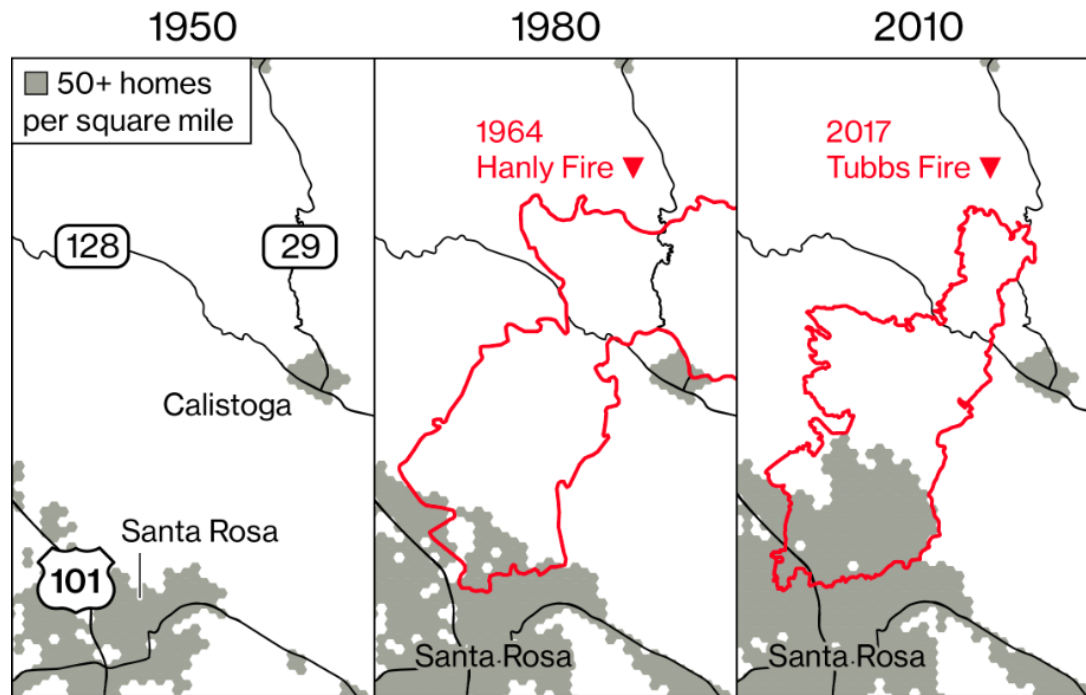 1950
1980
2010
50+ homes
per square mile
1964
Hanly Fire
2017
Tubbs Fire
128
29
Calistoga
Santa Rosa
101
Santa Rosa
Santa Rosa